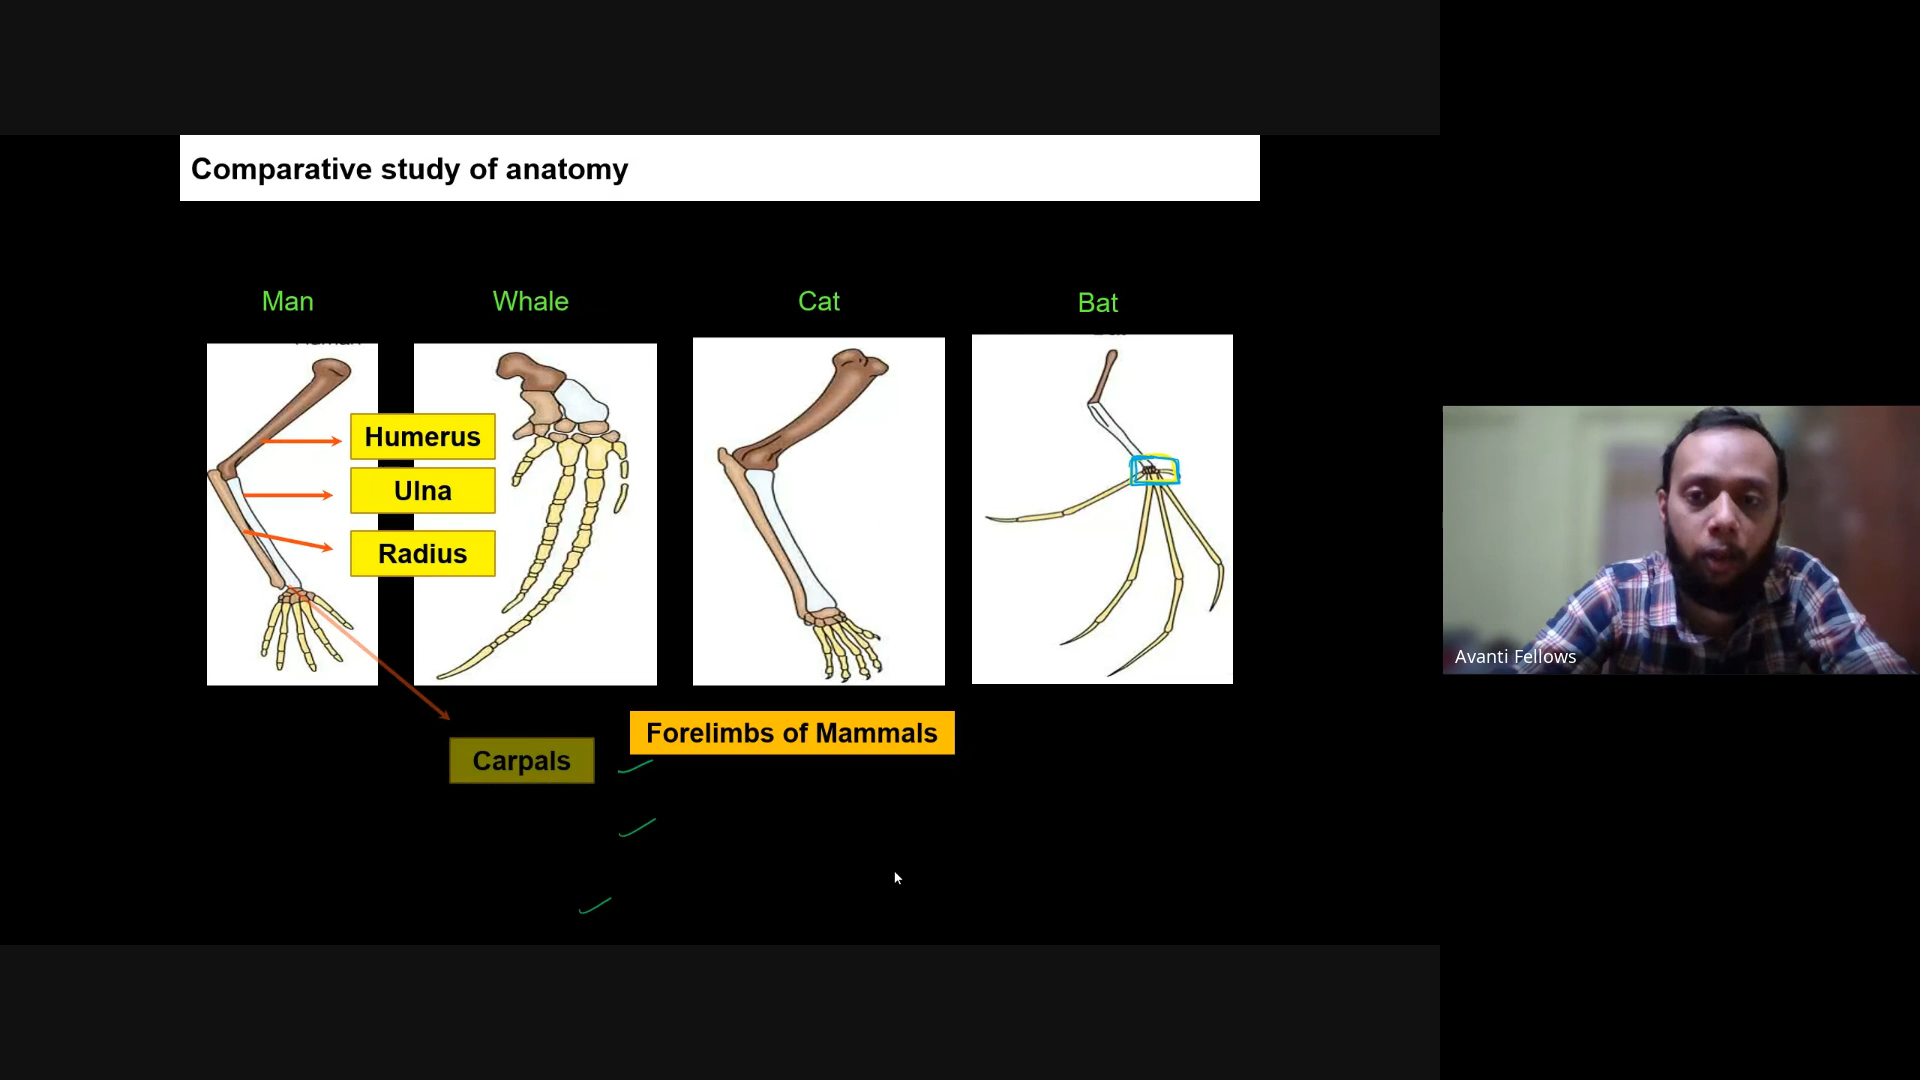 Comparative study of anatomy
Man
Whale
Cat
Bat
Humerus
Ulna
Radius
Carpals
Forelimbs of Mammals
Avanti Fellows